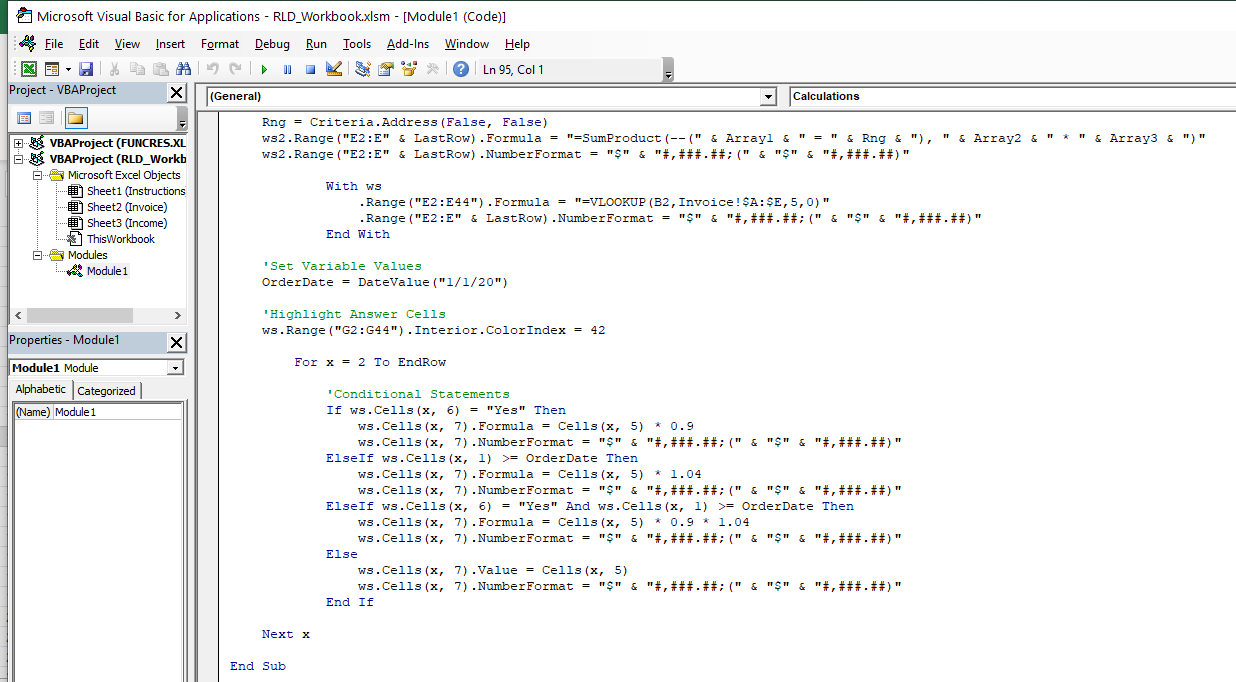 Microsoft Visual Basic for Applications - RLD_Workbook.xlsm - [Module1 (Code)]
File Edit View Insert Format Debug Run Tools Add-Ins Window Help
Ln 95, Col 1
Project - VBAProject
VBAProject (FUNCRES.XL
VBAProject (RLD_Workb
Microsoft Excel Objects
Sheet1 (Instructions
Sheet2 (Invoice)
Sheet3 (Income)
ThisWorkbook
Modules
Module1
Properties - Module1
Module1 Module
Alphabetic Categorized
(Name) Module1
(General) Calculations
Rng = Criteria.Address(False, False)
ws2.Range("E2:E" & LastRow).Formula = "=SumProduct(--(" & Array1 & " = " & Rng & "), " & Array2 & " * " & Array3 & ")"
ws2.Range("E2:E" & LastRow).NumberFormat = "$" & "#,###.##;(" & "$" & "#,###.##)"
With ws
.Range("E2:E44").Formula = "=VLOOKUP(B2,Invoice!$A:$E,5,0)"
.Range("E2:E" & LastRow).NumberFormat = "$" & "#,###.##;(" & "$" & "#,###.##)"
End With
'Set Variable Values
OrderDate = DateValue("1/1/20")
'Highlight Answer Cells
ws.Range("G2:G44").Interior.ColorIndex = 42
For x = 2 To EndRow
'Conditional Statements
If ws.Cells(x, 6) = "Yes" Then
ws.Cells(x, 7).Formula = Cells(x, 5) * 0.9
ws.Cells(x, 7).NumberFormat = "$" & "#,###.##;(" & "$" & "#,###.##)"
ElseIf ws.Cells(x, 1) >= OrderDate Then
ws.Cells(x, 7).Formula = Cells(x, 5) * 1.04
ws.Cells(x, 7).NumberFormat = "$" & "#,###.##;(" & "$" & "#,###.##)"
ElseIf ws.Cells(x, 6) = "Yes" And ws.Cells(x, 1) >= OrderDate Then
ws.Cells(x, 7).Formula = Cells(x, 5) * 0.9 * 1.04
ws.Cells(x, 7).NumberFormat = "$" & "#,###.##;(" & "$" & "#,###.##)"
Else
ws.Cells(x, 7).Value = Cells(x, 5)
ws.Cells(x, 7).NumberFormat = "$" & "#,###.##;(" & "$" & "#,###.##)"
End If
Next x
End Sub